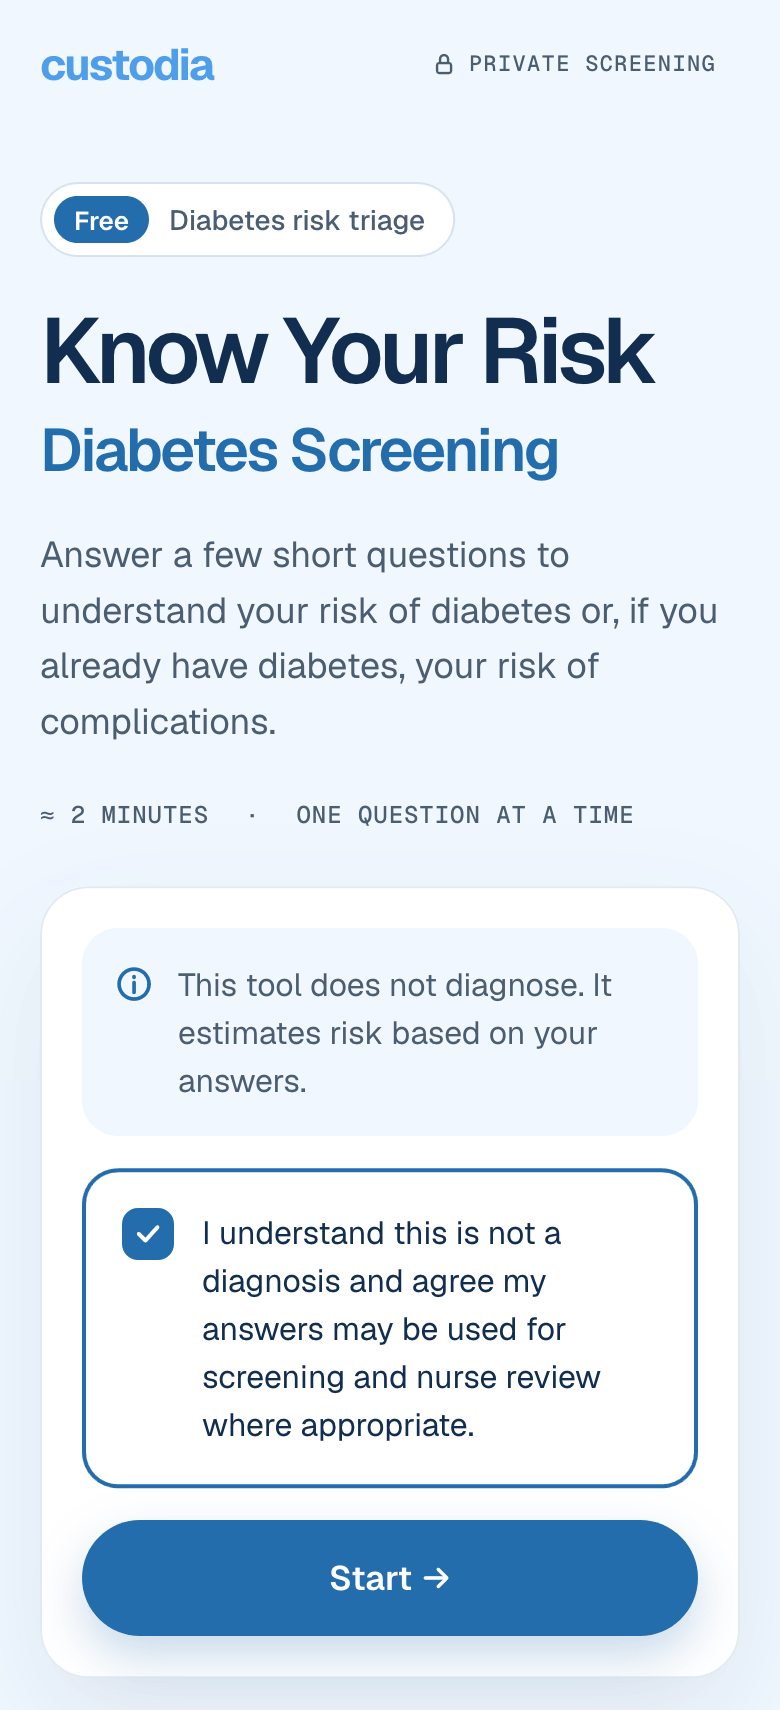 custodia
PRIVATE SCREENING
Free Diabetes risk triage
Know Your Risk
Diabetes Screening
Answer a few short questions to
understand your risk of diabetes or, if you
already have diabetes, your risk of
complications.
≈ 2 MINUTES · ONE QUESTION AT A TIME
This tool does not diagnose. It
estimates risk based on your
answers.
I understand this is not a
diagnosis and agree my
answers may be used for
screening and nurse review
where appropriate.
Start →